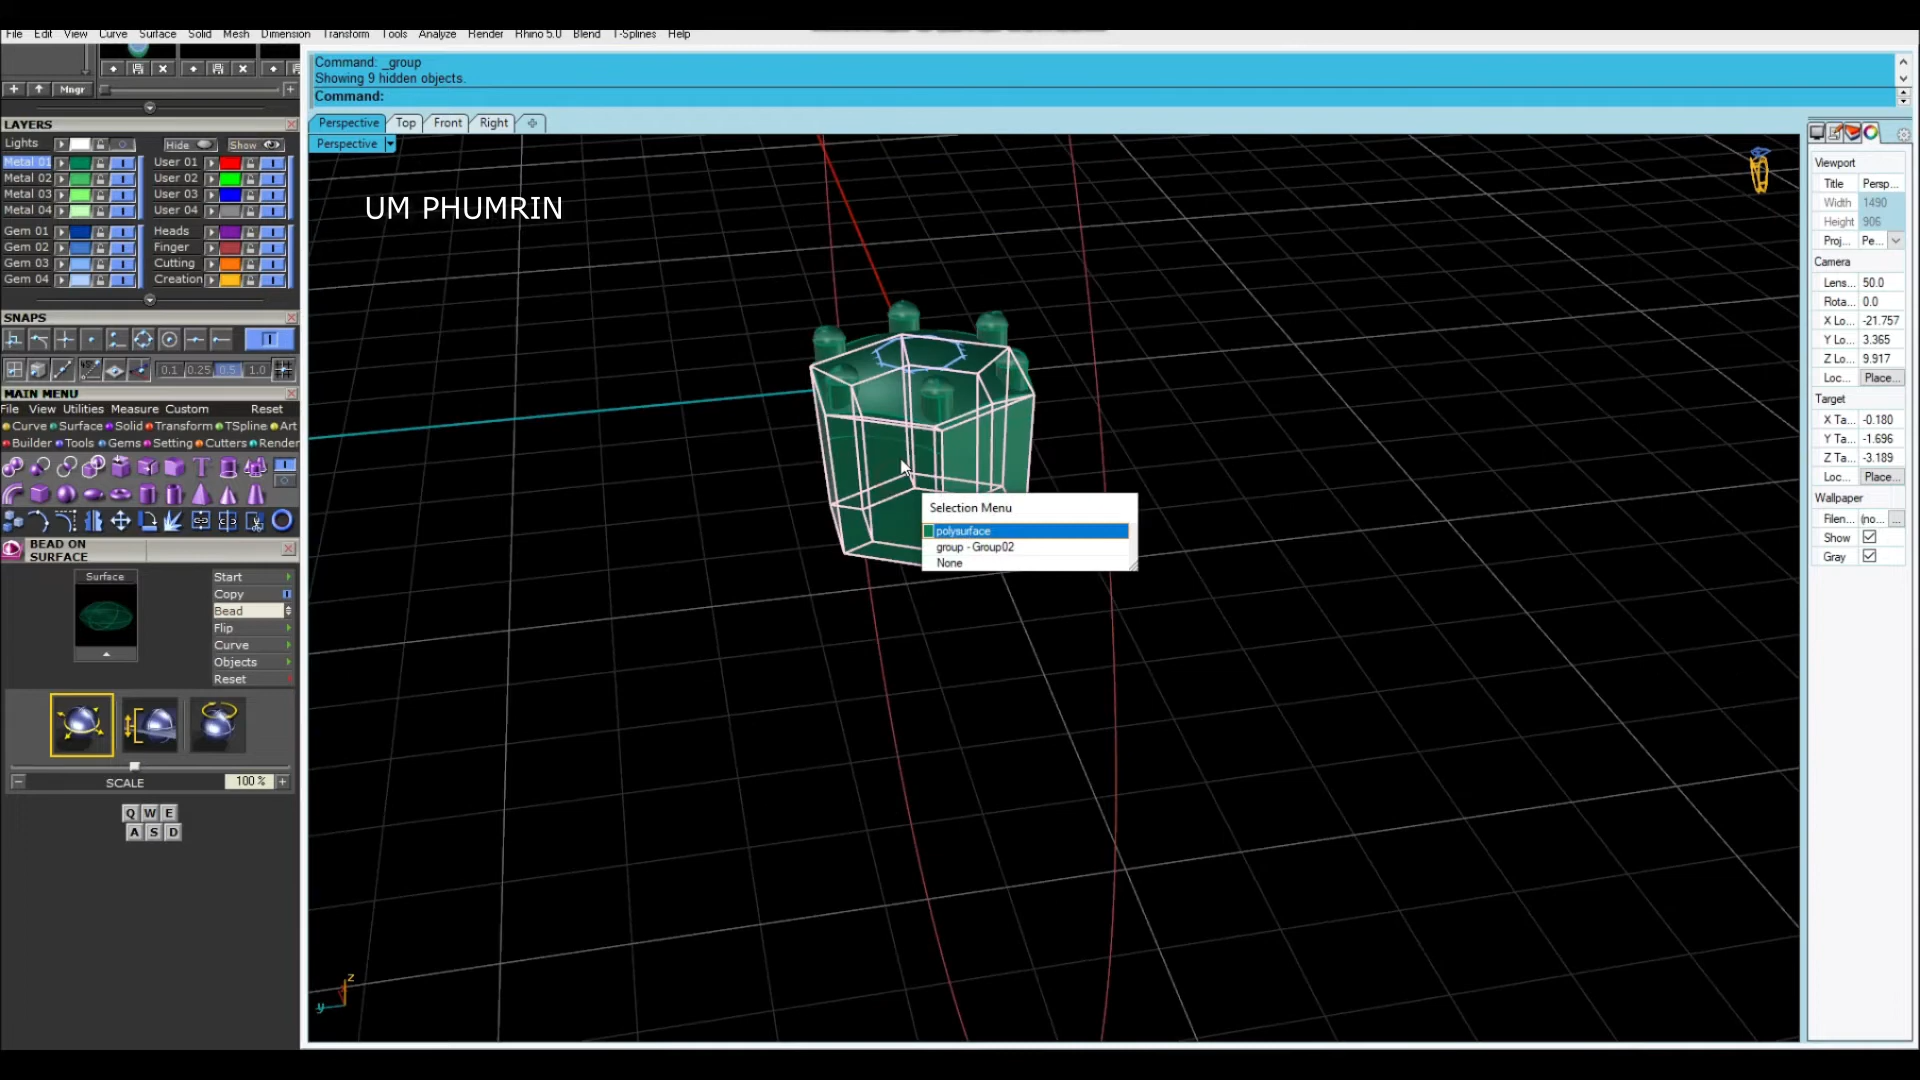 File Edit View Curve Surface Solid Mesh Dimension Transform Tools Analyze Render Rhino 5.0 Blend T-Splines Help
Command: _group
Showing 9 hidden objects.
Command:
Mngr
Perspective Top Front Right
Perspective
UM PHUMRIN
LAYERS
Lights Hide Show
Metal 01 User 01
Metal 02 User 02
Metal 03 User 03
Metal 04 User 04
Gem 01 Heads
Gem 02 Finger
Gem 03 Cutting
Gem 04 Creation
SNAPS
0.1 0.25 0.5 1.0
MAIN MENU
File View Utilities Measure Custom Reset
Curve Surface Solid Transform TSpline Art
Builder Tools Gems Setting Cutters Render
BEAD ON
SURFACE
Surface
Start
Copy
Bead
Flip
Curve
Objects
Reset
SCALE 100 %
Q W E
A S D
Selection Menu
polysurface
group - Group02
None
z
y
Viewport
Title Persp...
Width 1490
Height 906
Proj... Pe...
Camera
Lens... 50.0
Rota... 0.0
X Lo... -21.757
Y Lo... 3.365
Z Lo... 9.917
Loc... Place...
Target
X Ta... -0.180
Y Ta... -1.696
Z Ta... -3.189
Loc... Place...
Wallpaper
Filen... (no... ...
Show
Gray